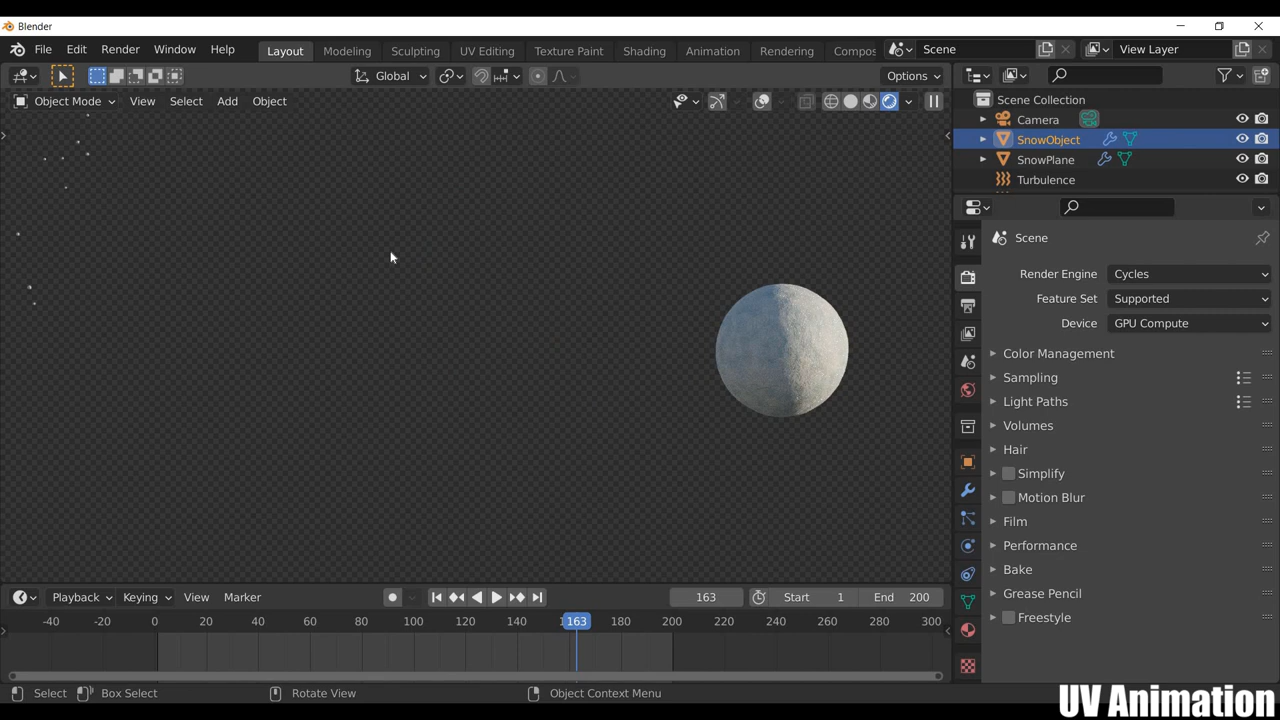 Blender
File Edit Render Window Help Layout Modeling Sculpting UV Editing Texture Paint Shading Animation Rendering Compos Scene View Layer
Global Options
Object Mode View Select Add Object
Scene Collection
Camera
SnowObject
SnowPlane
Turbulence
Scene
Render Engine Cycles
Feature Set Supported
Device GPU Compute
Color Management
Sampling
Light Paths
Volumes
Hair
Simplify
Motion Blur
Film
Performance
Bake
Grease Pencil
Freestyle
Playback Keying View Marker 163 Start 1 End 200
-40 -20 0 20 40 60 80 100 120 140 163 180 200 220 240 260 280 300
Select Box Select Rotate View Object Context Menu
UV Animation